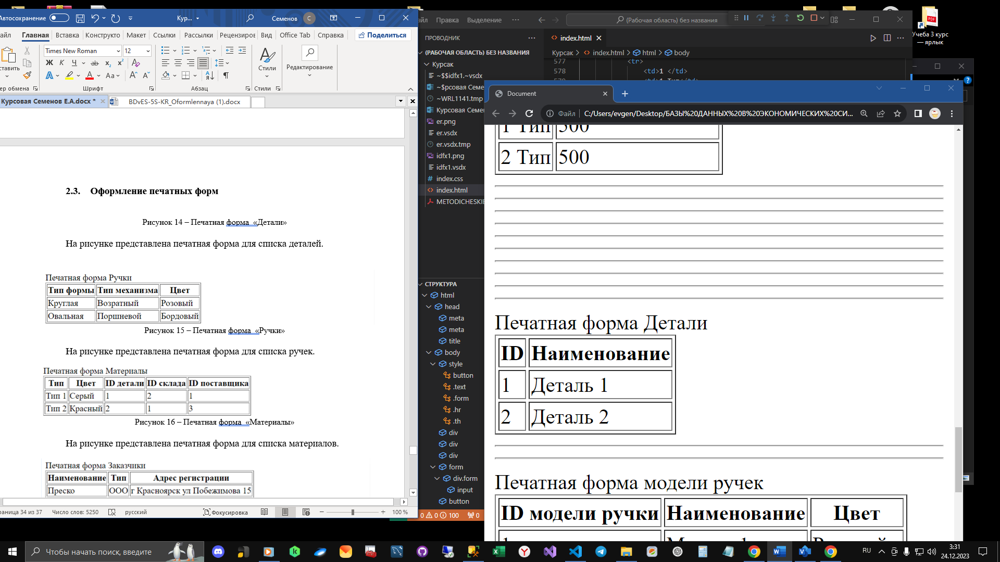 Автосохранение
Кур...
Семенов
С
айл
Главная
Вставка
Конструкто
Макет
Ссылки
Рассылки
Рецензиров
Вид
Office Tab
Справка
Поделиться
Times New Roman
12
ставить
Стили
Редактирование
ер обмена
Шрифт
Абзац
Стили
Курсовая Семенов Е.А.docx *
BDvES-5S-KR_Oformlennaya (1).docx
2.3. Оформление печатных форм
Рисунок 14 – Печатная форма «Детали»
На рисунке представлена печатная форма для списка деталей.
Печатная форма Ручки
Тип формы Тип механизма Цвет
Круглая Возратный Розовый
Овальная Поршневой Бордовый
Рисунок 15 – Печатная форма «Ручки»
На рисунке представлена печатная форма для списка ручек.
Печатная форма Материалы
Тип Цвет ID детали ID склада ID поставщика
Тип 1 Серый 1 2 1
Тип 2 Красный 2 1 3
Рисунок 16 – Печатная форма «Материалы»
На рисунке представлена печатная форма для списка материалов.
Печатная форма Заказчики
Наименование Тип Адрес регистрации
Преско ООО г Красноярск ул Побежимова 15
раница 34 из 37
Число слов: 5250
русский
Фокусировка
100 %
айл
Правка
Выделение
(Рабочая область) без названия
ПРОВОДНИК
(РАБОЧАЯ ОБЛАСТЬ) БЕЗ НАЗВАНИЯ
Курсак
~$$idfx1.~vsdx
~$рсовая Семе
~WRL1141.tmp
Курсовая Семе
er.png
er.vsdx
er.vsdx.tmp
idfx1.png
idfx1.vsdx
index.css
index.html
METODICHESKIE
СТРУКТУРА
html
head
meta
meta
title
body
style
button
.text
.form
.hr
.th
div
div
div
form
div.form
input
button
0 0 100 0
index.html
Курсак > index.html > html > body
577 <tr>
578 <td>1 </td>
<td>1 Тип</td>
Document
Файл
C:/Users/evgen/Desktop/БАЗЫ%20ДАННЫХ%20В%20ЭКОНОМИЧЕСКИХ%20СИ...
1 Тип 500
2 Тип 500
Печатная форма Детали
ID Наименование
1 Деталь 1
2 Деталь 2
Печатная форма модели ручек
ID модели ручки Наименование Цвет
Учеба 3 курс
— ярлык
PDF
Чтобы начать поиск, введите
RU
3:31
24.12.2023